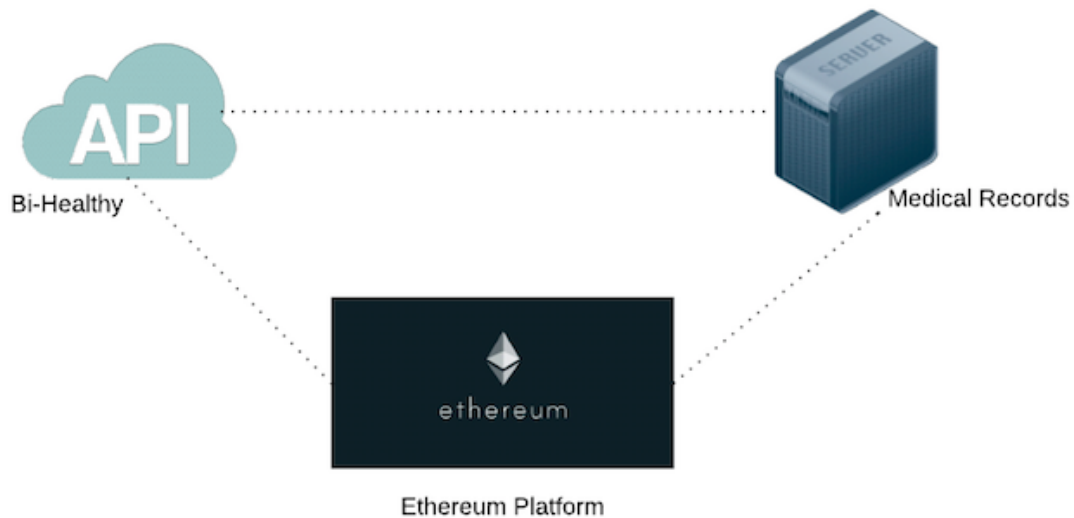 SERVER
API
Bi-Healthy
Medical Records
ethereum
Ethereum Platform